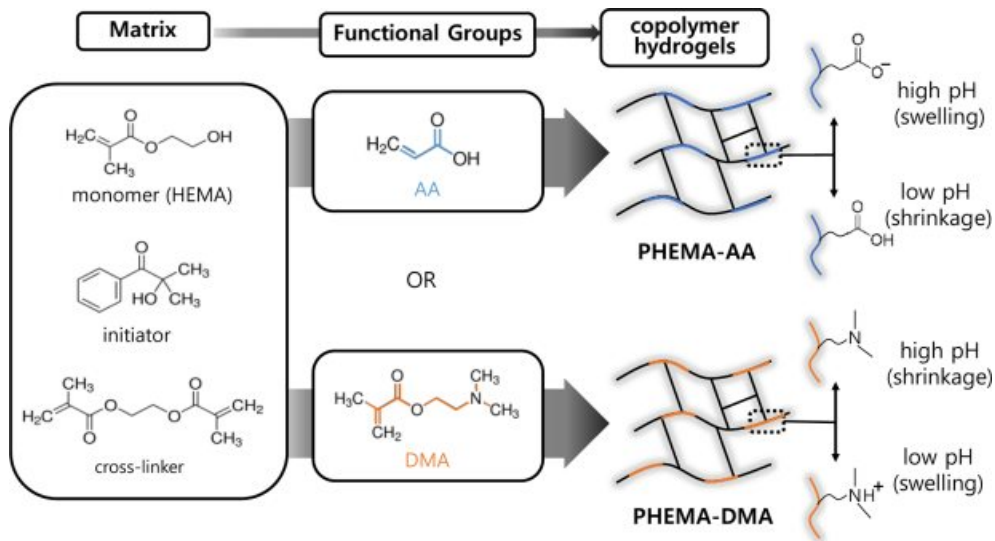 Matrix
Functional Groups
copolymer
hydrogels
H₂C
CH₃
O
O
OH
monomer (HEMA)
O
HO
CH₃
CH₃
initiator
CH₃
H₂C
O
O
O
O
CH₂
CH₃
cross-linker
H₂C
O
OH
AA
OR
H₃C
CH₂
O
O
N
CH₃
CH₃
DMA
PHEMA-AA
O
O⁻
high pH
(swelling)
low pH
(shrinkage)
O
OH
PHEMA-DMA
N
high pH
(shrinkage)
low pH
(swelling)
NH+